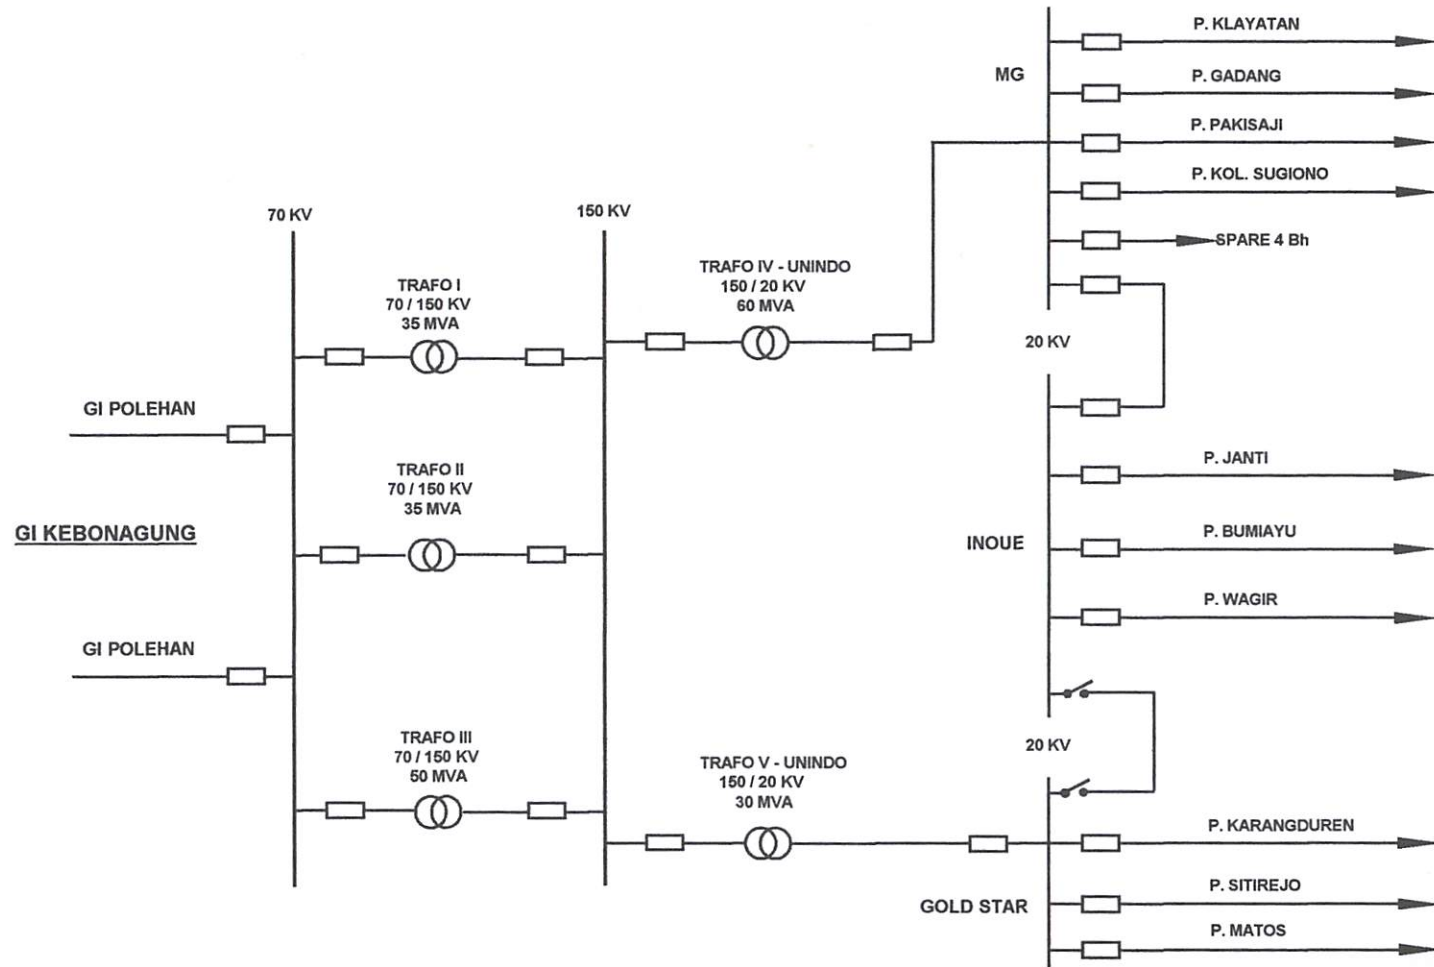 P. KLAYATAN
MG
P. GADANG
P. PAKISAJI
P. KOL. SUGIONO
70 KV
150 KV
SPARE 4 Bh
TRAFO IV - UNINDO
150 / 20 KV
60 MVA
TRAFO I
70 / 150 KV
35 MVA
20 KV
GI POLEHAN
P. JANTI
TRAFO II
70 / 150 KV
35 MVA
GI KEBONAGUNG
INOUE
P. BUMIAYU
P. WAGIR
GI POLEHAN
TRAFO III
70 / 150 KV
50 MVA
20 KV
TRAFO V - UNINDO
150 / 20 KV
30 MVA
P. KARANGDUREN
GOLD STAR
P. SITIREJO
P. MATOS